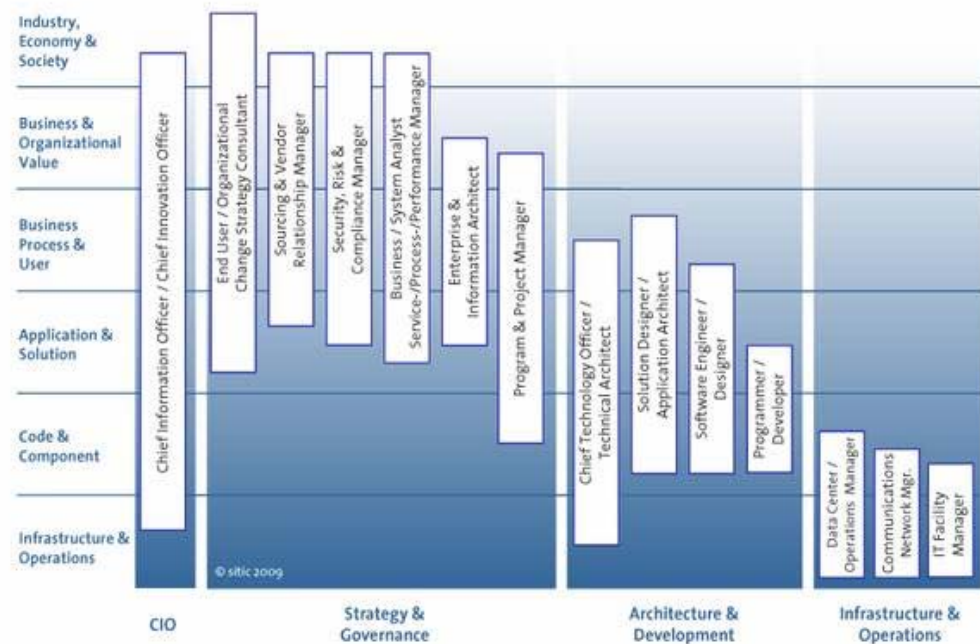 Industry,
Economy &
Society
Business &
Organizational
Value
Business
Process &
User
Application &
Solution
Code &
Component
Infrastructure &
Operations
Chief Information Officer / Chief Innovation Officer
End User / Organizational
Change Strategy Consultant
Sourcing & Vendor
Relationship Manager
Security, Risk &
Compliance Manager
Business / System Analyst
Service-/Process-/Performance Manager
Enterprise &
Information Architect
Program & Project Manager
Chief Technology Officer /
Technical Architect
Solution Designer /
Application Architect
Software Engineer /
Designer
Programmer /
Developer
Data Center /
Operations Manager
Communications
Network Mgr.
IT Facility
Manager
© sitic 2009
CIO
Strategy &
Governance
Architecture &
Development
Infrastructure &
Operations